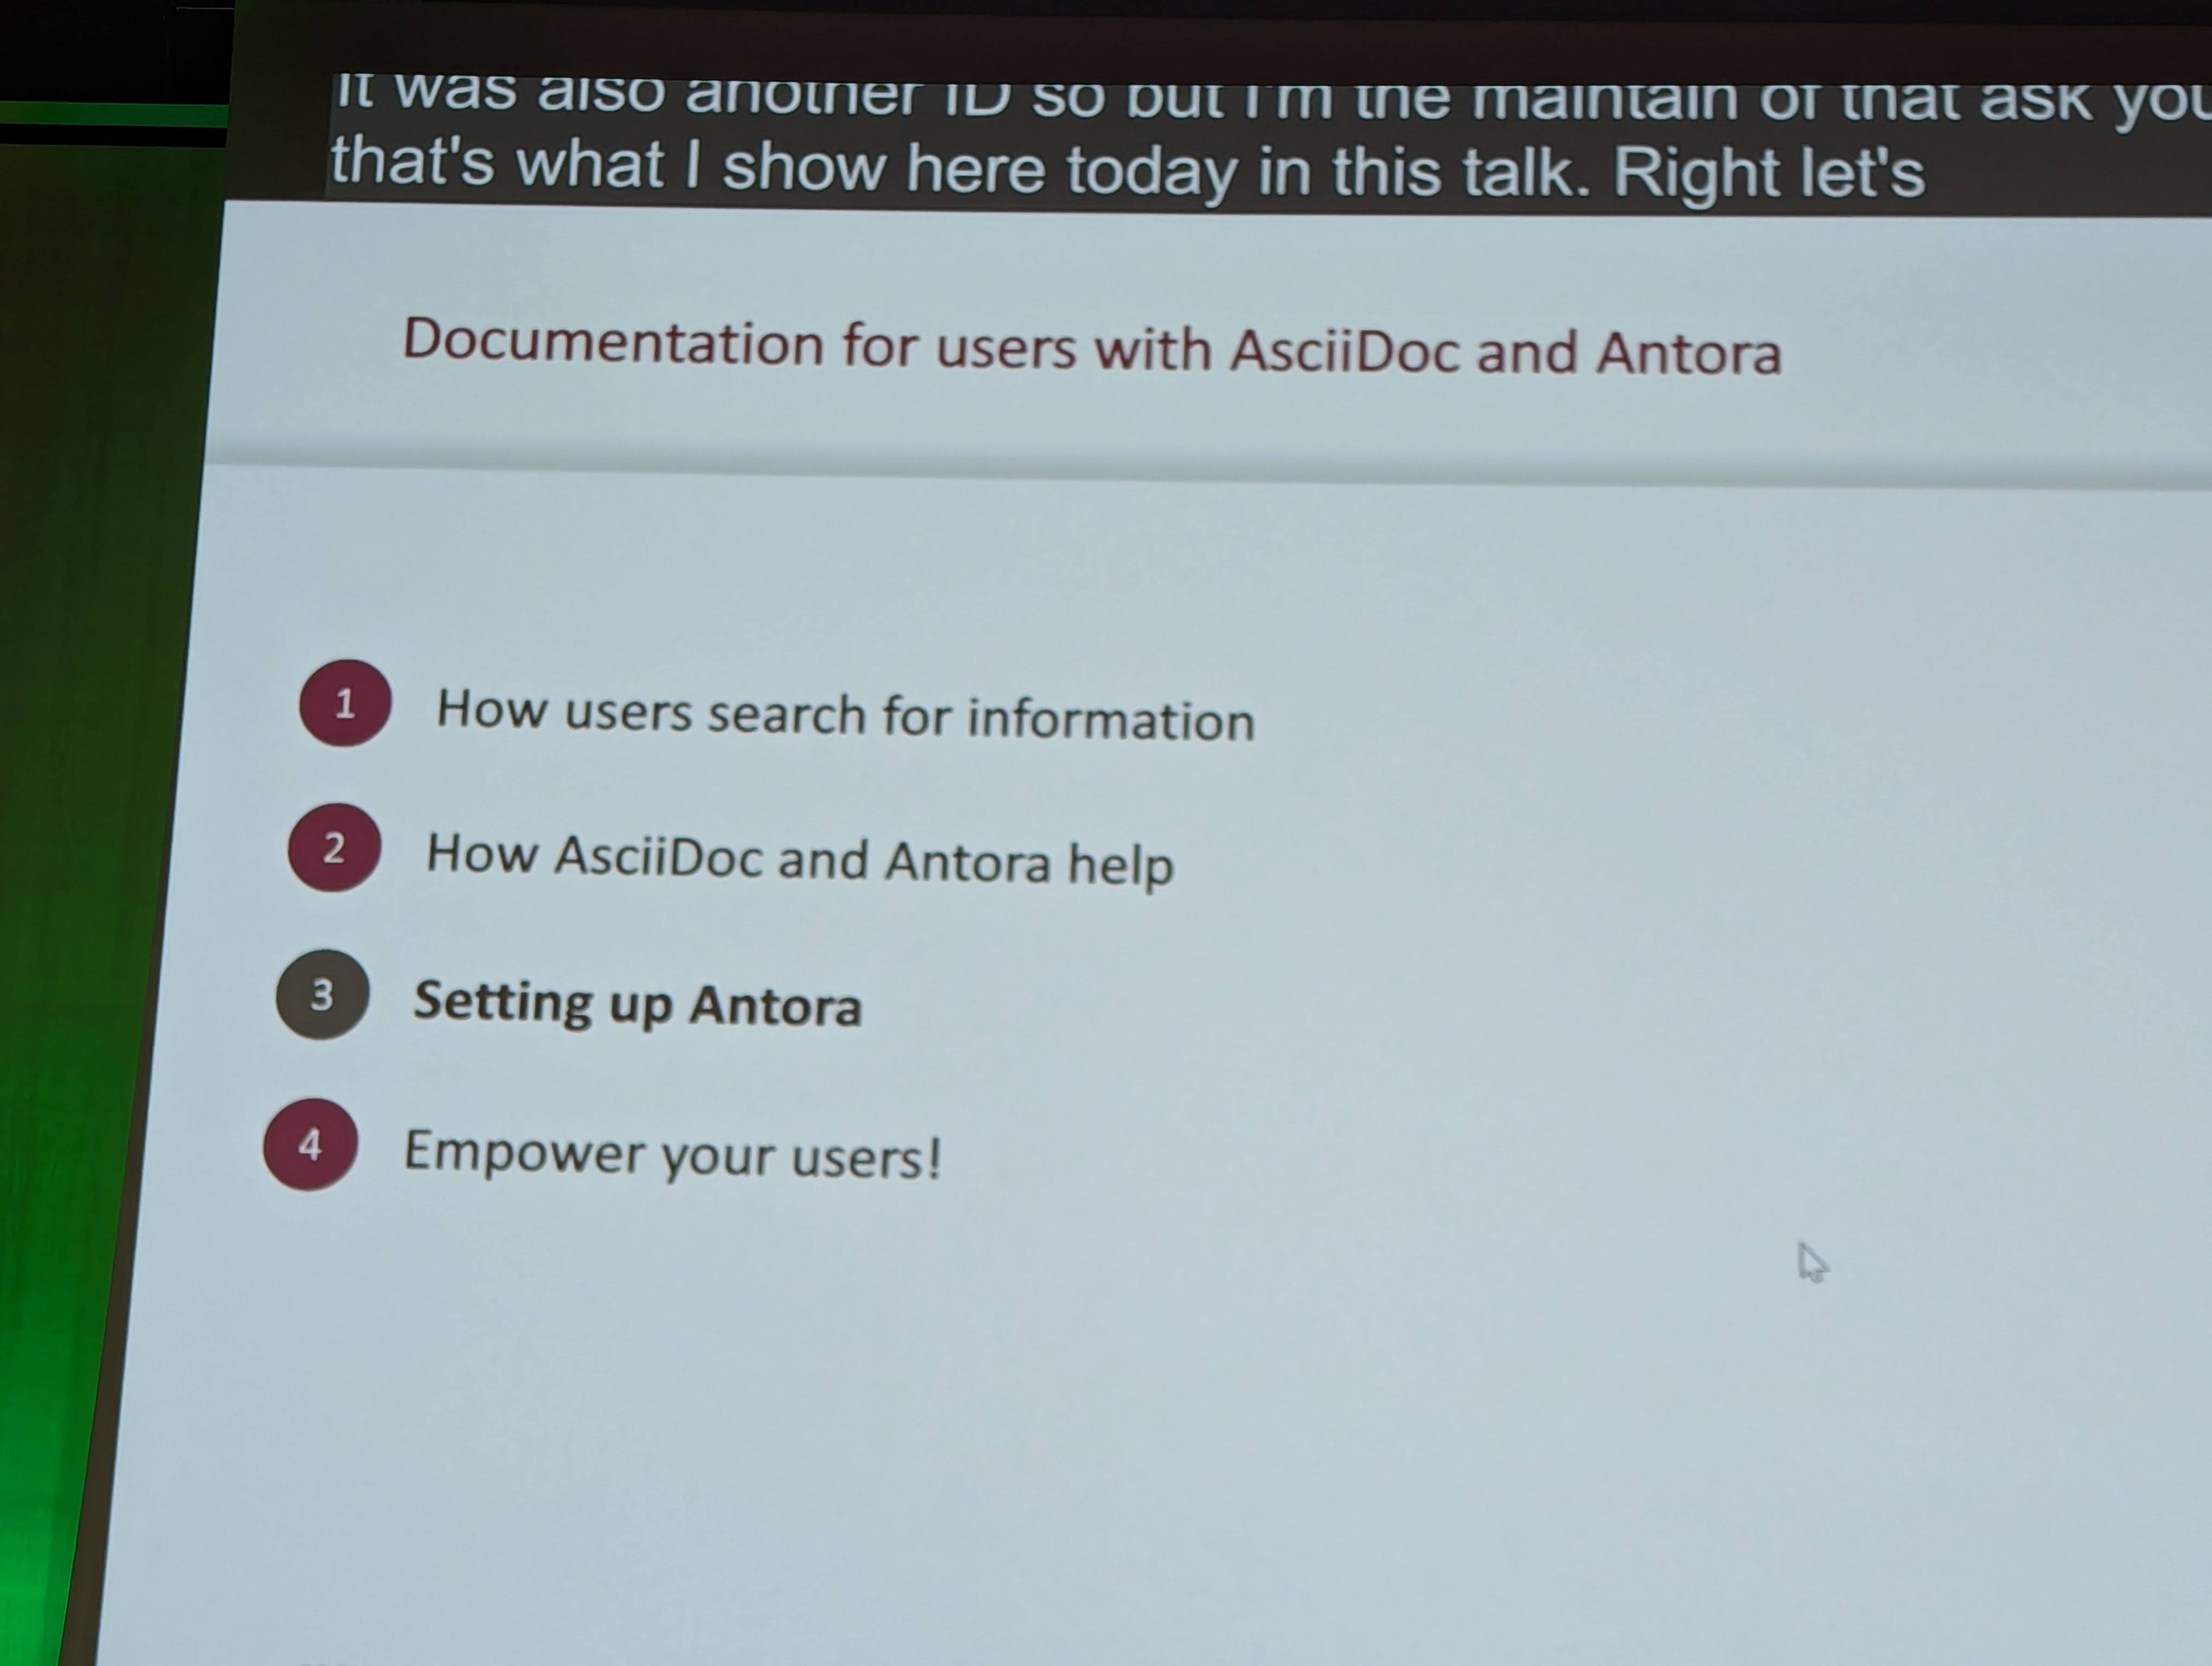 It was also another ID so but I'm the maintain of that ask you
that's what I show here today in this talk. Right let's
Documentation for users with AsciiDoc and Antora
1 How users search for information
2 How AsciiDoc and Antora help
3 Setting up Antora
4 Empower your users!